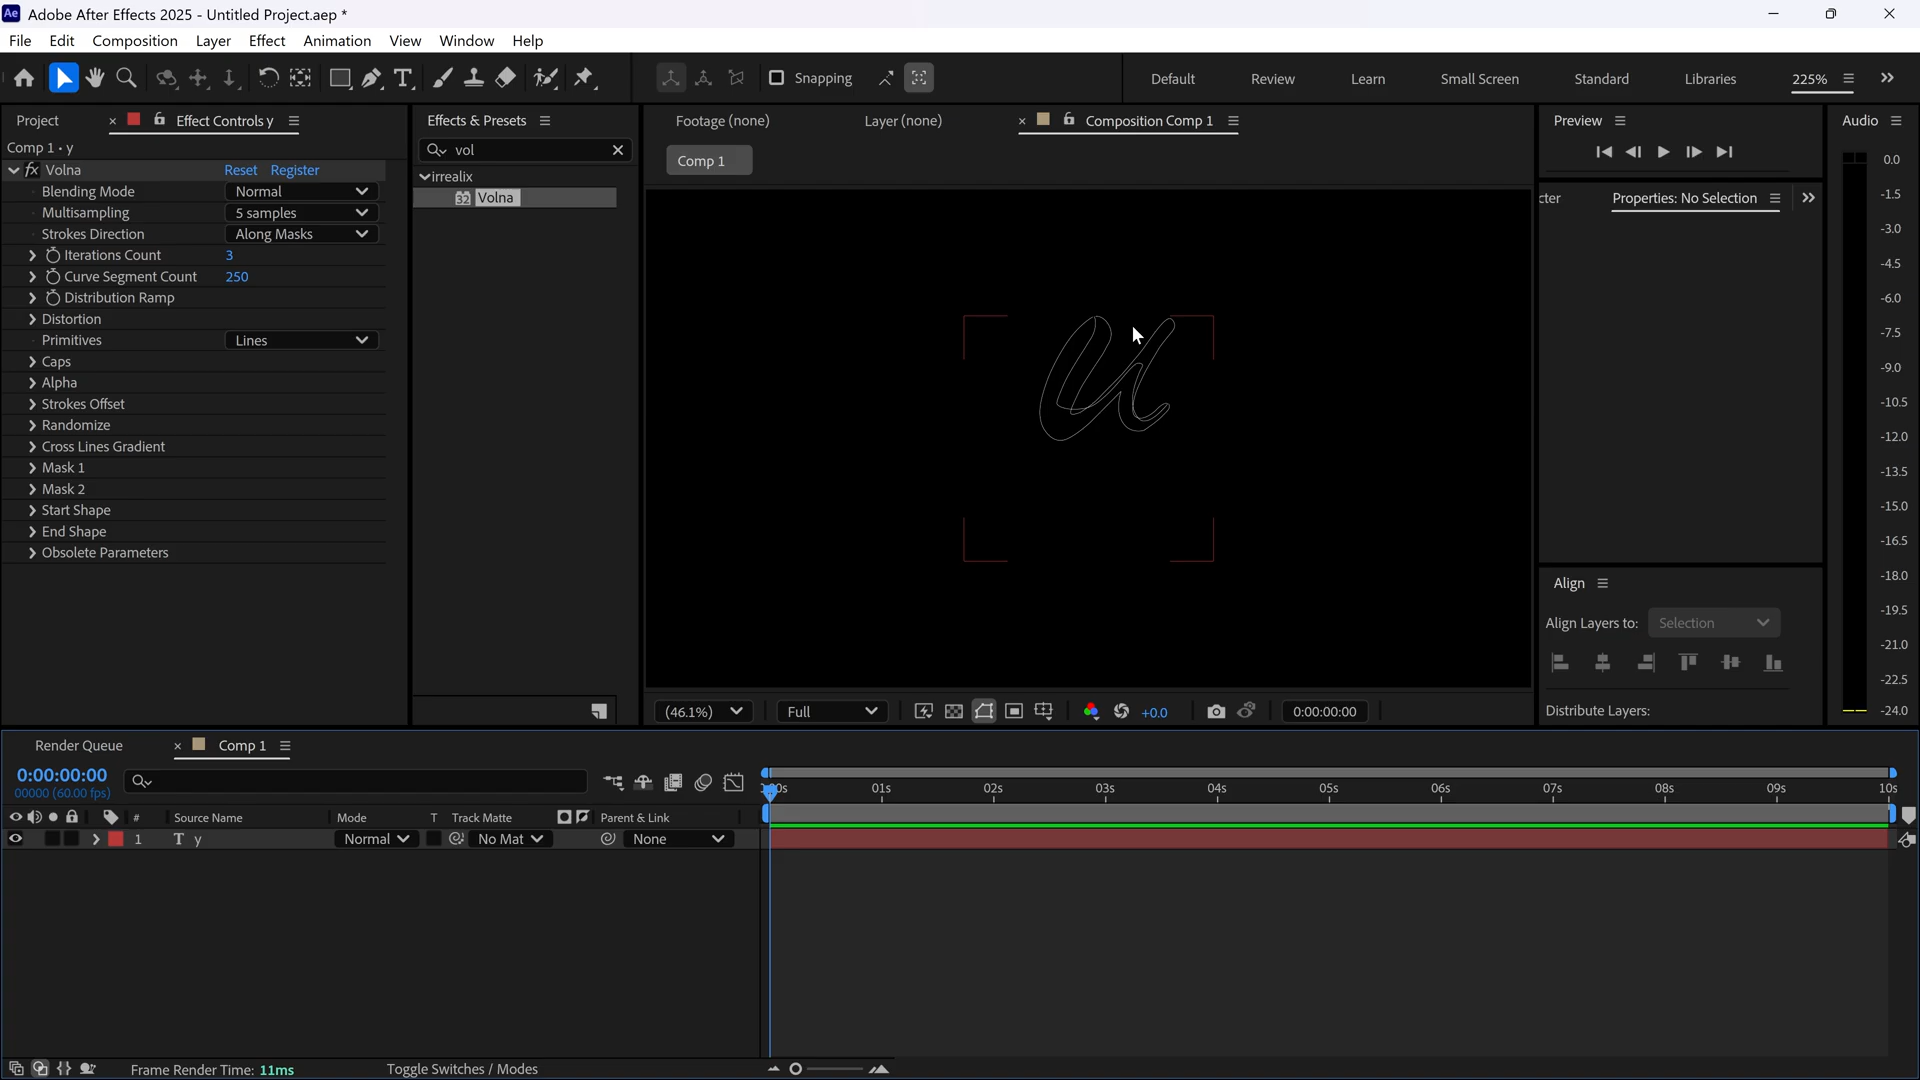 Ae Adobe After Effects 2025 - Untitled Project.aep *
File Edit Composition Layer Effect Animation View Window Help
Snapping Default Review Learn Small Screen Standard Libraries 225%
Project Effect Controls y
Comp 1 • y
fx Volna Reset Register
Blending Mode Normal
Multisampling 5 samples
Strokes Direction Along Masks
Iterations Count 3
Curve Segment Count 250
Distribution Ramp
Distortion
Primitives Lines
Caps
Alpha
Strokes Offset
Randomize
Cross Lines Gradient
Mask 1
Mask 2
Start Shape
End Shape
Obsolete Parameters
Effects & Presets
vol
irrealix
32 Volna
Footage (none) Layer (none) Composition Comp 1
Comp 1
(46.1%) Full +0.0 0:00:00:00
Preview
cter Properties: No Selection
Align
Align Layers to: Selection
Distribute Layers:
Audio
0.0
-1.5
-3.0
-4.5
-6.0
-7.5
-9.0
-10.5
-12.0
-13.5
-15.0
-16.5
-18.0
-19.5
-21.0
-22.5
-24.0
Render Queue Comp 1
0:00:00:00
00000 (60.00 fps)
01s 02s 03s 04s 05s 06s 07s 08s 09s 10s
# Source Name Mode T Track Matte Parent & Link
1 T y Normal No Mat None
Frame Render Time: 11ms Toggle Switches / Modes